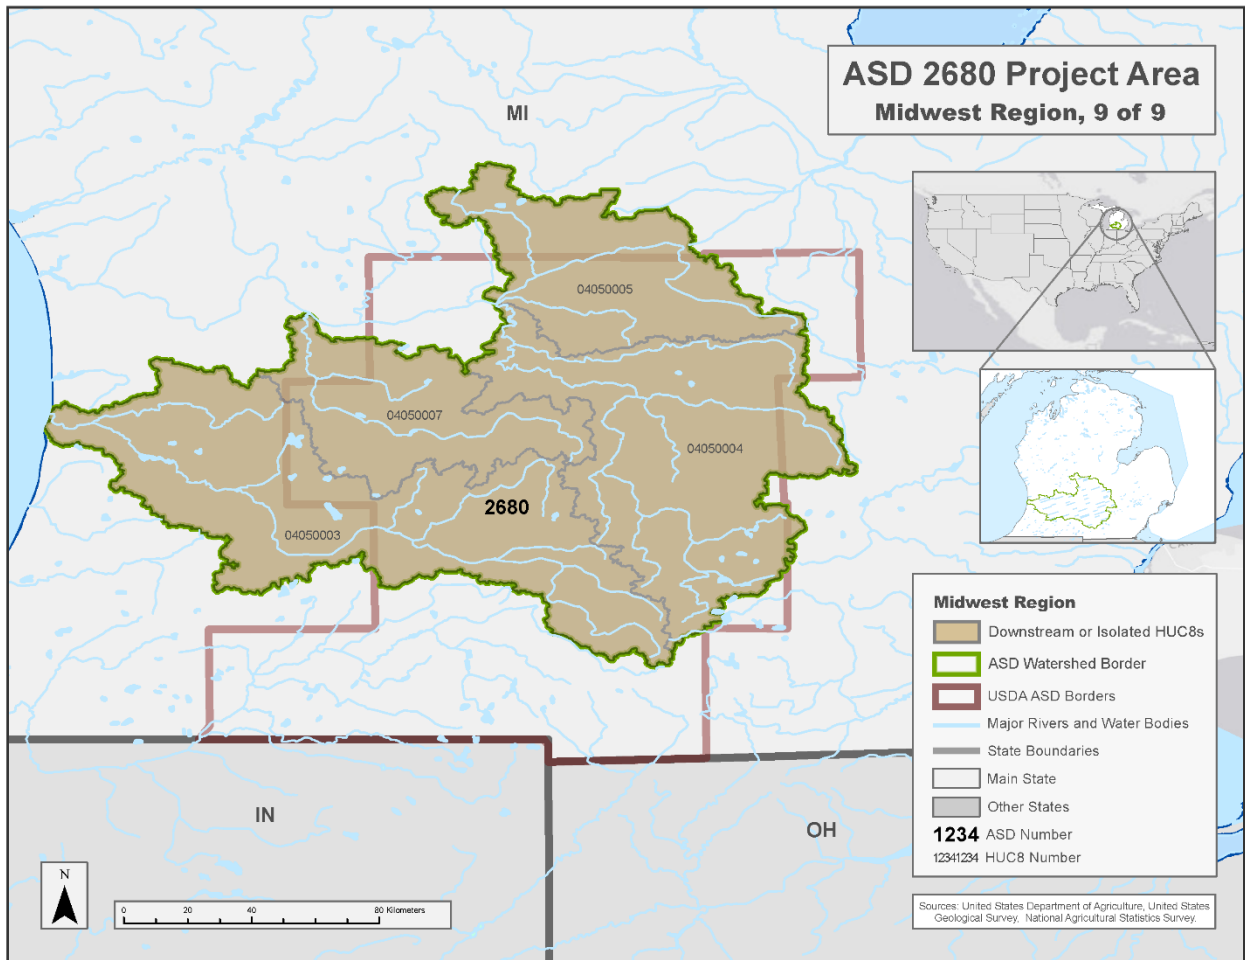 ASD 2680 Project Area
Midwest Region, 9 of 9
MI
04050005
04050007
04050004
2680
04050003
IN
OH
Midwest Region
Downstream or Isolated HUC8s
ASD Watershed Border
USDA ASD Borders
Major Rivers and Water Bodies
State Boundaries
Main State
Other States
1234 ASD Number
12341234 HUC8 Number
N
0 20 40 80 Kilometers
Sources: United States Department of Agriculture, United States
Geological Survey, National Agricultural Statistics Survey.